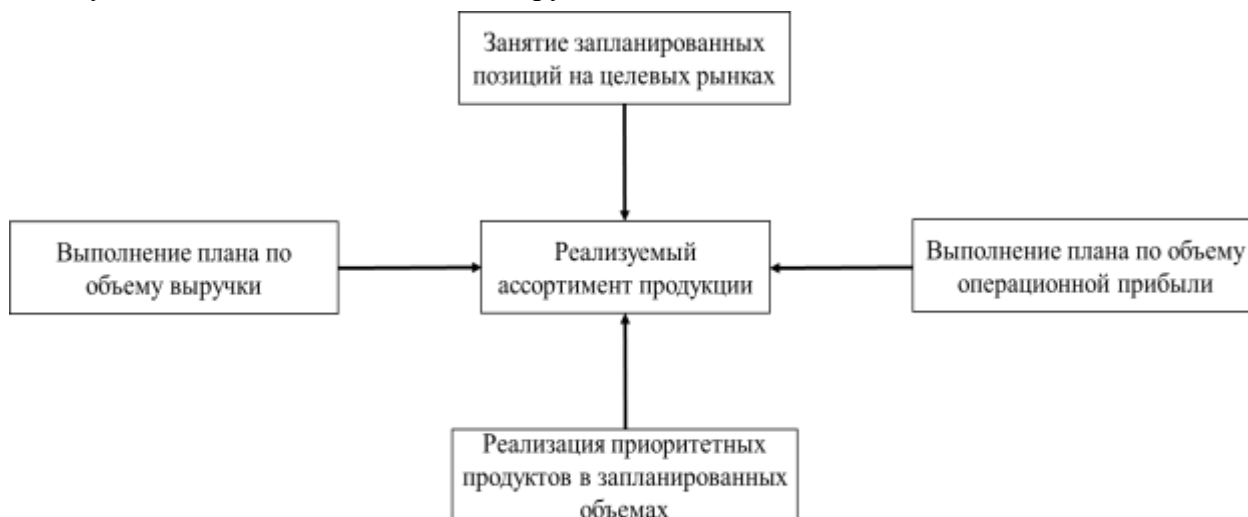 Занятие запланированных
позиций на целевых рынках
Выполнение плана по
объему выручки
Реализуемый
ассортимент продукции
Выполнение плана по объему
операционной прибыли
Реализация приоритетных
продуктов в запланированных
объемах